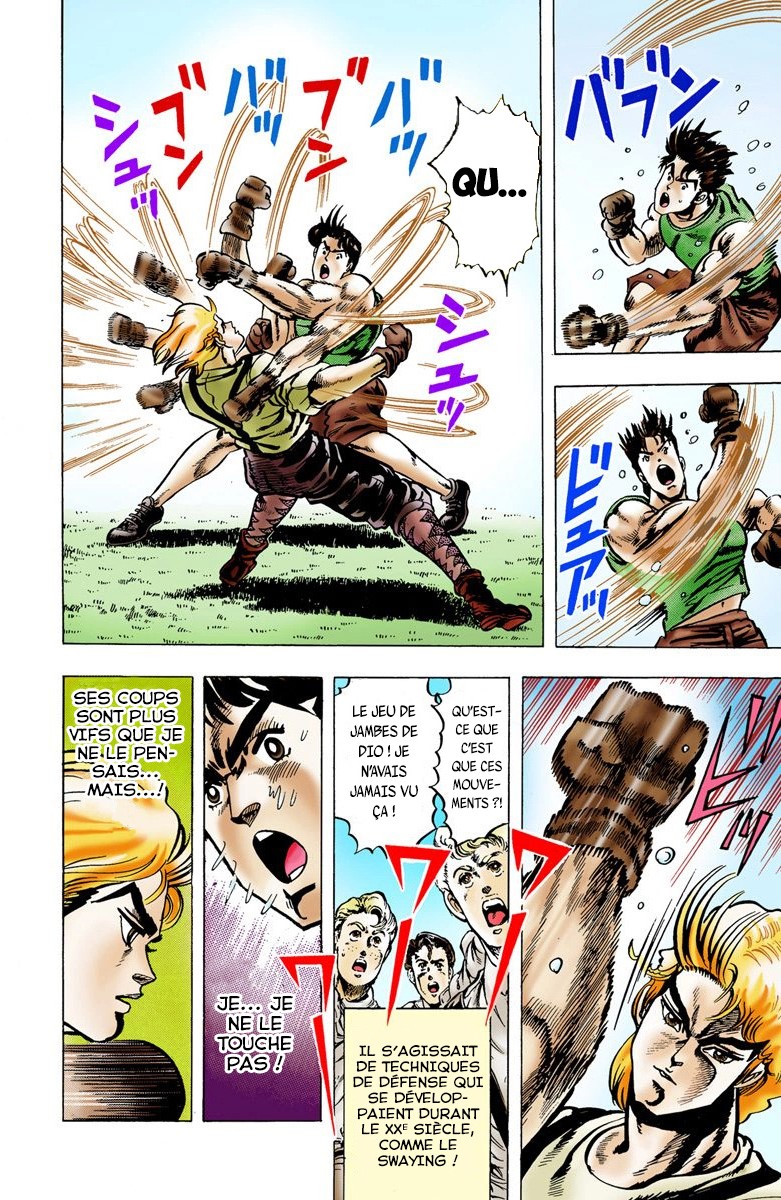 バブン
ビュアッ
バッ
ブン
バッ
ブン
シュッ
QU...
シュッ
QU'EST-
CE QUE
C'EST
QUE CES
MOUVE-
MENTS ?!
LE JEU DE
JAMBES DE
DIO ! JE
N'AVAIS
JAMAIS VU
ÇA !
IL S'AGISSAIT
DE TECHNIQUES
DE DÉFENSE QUI
SE DÉVELOP-
PAIENT DURANT
LE XXE SIÈCLE,
COMME LE
SWAYING !
JE... JE
NE LE
TOUCHE
PAS !
SES COUPS
SONT PLUS
VIFS QUE JE
NE LE PEN-
SAIS...
MAIS...!